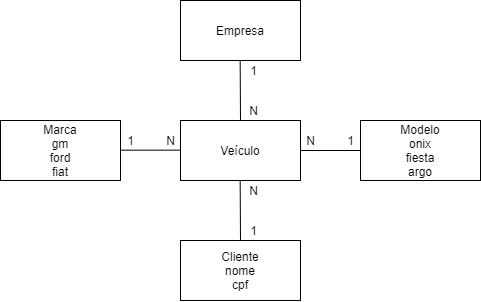 Empresa
1
N
Marca
gm
ford
fiat
1
N
Veículo
N
1
Modelo
onix
fiesta
argo
N
1
Cliente
nome
cpf